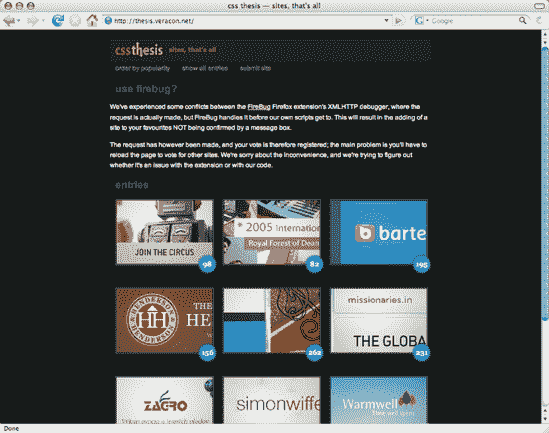 css thesis — sites, that's all
http://thesis.veracon.net/
Google
cssthesis sites, that's all
order by popularity show all entries submit site
use firebug?
We've experienced some conflicts between the FireBug Firefox extension's XMLHTTP debugger, where the
request is actually made, but FireBug handles it before our own scripts get to. This will result in the adding of a
site to your favourites NOT being confirmed by a message box.
The request has however been made, and your vote is therefore registered; the main problem is you'll have to
reload the page to vote for other sites. We're sorry about the inconvenience, and we're trying to figure out
whether it's an issue with the extension or with our code.
entries
JOIN THE CIRCUS
98
* 2005 Internation
Royal Forest of Dean
82
barte
195
HENDERSON
HH
THE
HE
156
262
missionaries.in
THE GLOBA
231
ZAGRO
simonwiffe
Warmwell
Done